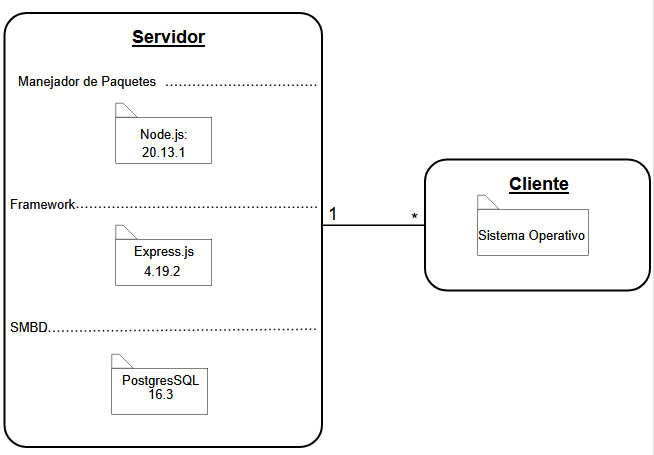 Servidor
Manejador de Paquetes
Node.js:
20.13.1
Framework
Express.js
4.19.2
SMBD
PostgresSQL
16.3
1
*
Cliente
Sistema Operativo